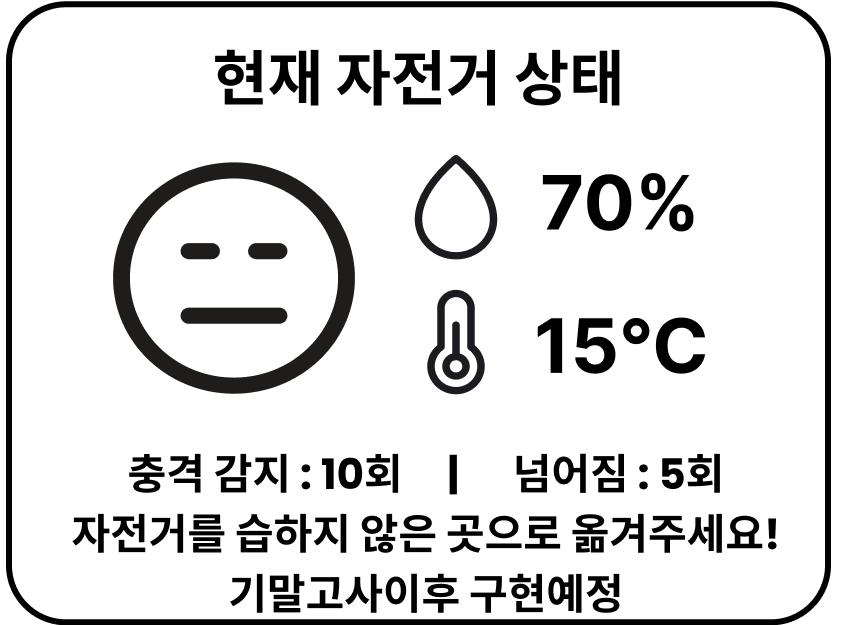 현재 자전거 상태
70%
15°C
충격 감지 : 10회 | 넘어짐 : 5회
자전거를 습하지 않은 곳으로 옮겨주세요!
기말고사이후 구현예정